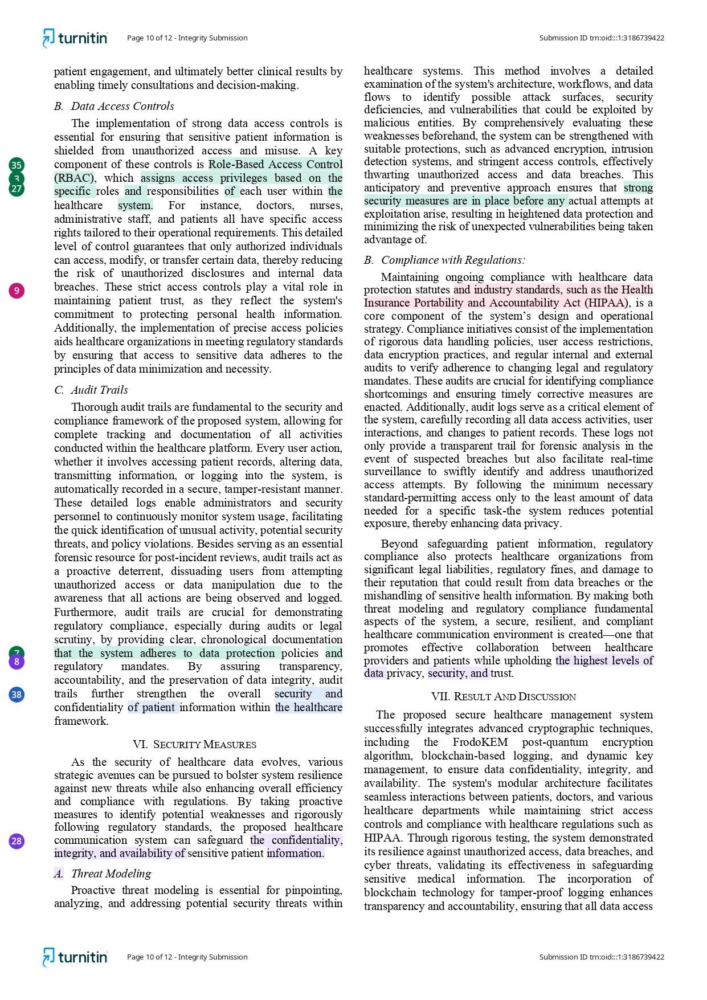 turnitin
Page 10 of 12 - Integrity Submission
Submission ID trn:oid:::1:3186739422
patient engagement, and ultimately better clinical results by
enabling timely consultations and decision-making.
B. Data Access Controls
The implementation of strong data access controls is
essential for ensuring that sensitive patient information is
shielded from unauthorized access and misuse. A key
35
component of these controls is Role-Based Access Control
3
(RBAC), which assigns access privileges based on the
27
specific roles and responsibilities of each user within the
healthcare system. For instance, doctors, nurses,
administrative staff, and patients all have specific access
rights tailored to their operational requirements. This detailed
level of control guarantees that only authorized individuals
can access, modify, or transfer certain data, thereby reducing
the risk of unauthorized disclosures and internal data
9
breaches. These strict access controls play a vital role in
maintaining patient trust, as they reflect the system's
commitment to protecting personal health information.
Additionally, the implementation of precise access policies
aids healthcare organizations in meeting regulatory standards
by ensuring that access to sensitive data adheres to the
principles of data minimization and necessity.
C. Audit Trails
Thorough audit trails are fundamental to the security and
compliance framework of the proposed system, allowing for
complete tracking and documentation of all activities
conducted within the healthcare platform. Every user action,
whether it involves accessing patient records, altering data,
transmitting information, or logging into the system, is
automatically recorded in a secure, tamper-resistant manner.
These detailed logs enable administrators and security
personnel to continuously monitor system usage, facilitating
the quick identification of unusual activity, potential security
threats, and policy violations. Besides serving as an essential
forensic resource for post-incident reviews, audit trails act as
a proactive deterrent, dissuading users from attempting
unauthorized access or data manipulation due to the
awareness that all actions are being observed and logged.
Furthermore, audit trails are crucial for demonstrating
regulatory compliance, especially during audits or legal
scrutiny, by providing clear, chronological documentation
7
that the system adheres to data protection policies and
8
regulatory mandates. By assuring transparency,
accountability, and the preservation of data integrity, audit
38
trails further strengthen the overall security and
confidentiality of patient information within the healthcare
framework.
VI. SECURITY MEASURES
As the security of healthcare data evolves, various
strategic avenues can be pursued to bolster system resilience
against new threats while also enhancing overall efficiency
and compliance with regulations. By taking proactive
measures to identify potential weaknesses and rigorously
following regulatory standards, the proposed healthcare
28
communication system can safeguard the confidentiality,
integrity, and availability of sensitive patient information.
A. Threat Modeling
Proactive threat modeling is essential for pinpointing,
analyzing, and addressing potential security threats within
healthcare systems. This method involves a detailed
examination of the system's architecture, workflows, and data
flows to identify possible attack surfaces, security
deficiencies, and vulnerabilities that could be exploited by
malicious entities. By comprehensively evaluating these
weaknesses beforehand, the system can be strengthened with
suitable protections, such as advanced encryption, intrusion
detection systems, and stringent access controls, effectively
thwarting unauthorized access and data breaches. This
anticipatory and preventive approach ensures that strong
security measures are in place before any actual attempts at
exploitation arise, resulting in heightened data protection and
minimizing the risk of unexpected vulnerabilities being taken
advantage of.
B. Compliance with Regulations:
Maintaining ongoing compliance with healthcare data
protection statutes and industry standards, such as the Health
Insurance Portability and Accountability Act (HIPAA), is a
core component of the system’s design and operational
strategy. Compliance initiatives consist of the implementation
of rigorous data handling policies, user access restrictions,
data encryption practices, and regular internal and external
audits to verify adherence to changing legal and regulatory
mandates. These audits are crucial for identifying compliance
shortcomings and ensuring timely corrective measures are
enacted. Additionally, audit logs serve as a critical element of
the system, carefully recording all data access activities, user
interactions, and changes to patient records. These logs not
only provide a transparent trail for forensic analysis in the
event of suspected breaches but also facilitate real-time
surveillance to swiftly identify and address unauthorized
access attempts. By following the minimum necessary
standard-permitting access only to the least amount of data
needed for a specific task-the system reduces potential
exposure, thereby enhancing data privacy.
Beyond safeguarding patient information, regulatory
compliance also protects healthcare organizations from
significant legal liabilities, regulatory fines, and damage to
their reputation that could result from data breaches or the
mishandling of sensitive health information. By making both
threat modeling and regulatory compliance fundamental
aspects of the system, a secure, resilient, and compliant
healthcare communication environment is created—one that
promotes effective collaboration between healthcare
providers and patients while upholding the highest levels of
data privacy, security, and trust.
VII. RESULT AND DISCUSSION
The proposed secure healthcare management system
successfully integrates advanced cryptographic techniques,
including the FrodoKEM post-quantum encryption
algorithm, blockchain-based logging, and dynamic key
management, to ensure data confidentiality, integrity, and
availability. The system's modular architecture facilitates
seamless interactions between patients, doctors, and various
healthcare departments while maintaining strict access
controls and compliance with healthcare regulations such as
HIPAA. Through rigorous testing, the system demonstrated
its resilience against unauthorized access, data breaches, and
cyber threats, validating its effectiveness in safeguarding
sensitive medical information. The incorporation of
blockchain technology for tamper-proof logging enhances
transparency and accountability, ensuring that all data access
turnitin
Page 10 of 12 - Integrity Submission
Submission ID trn:oid:::1:3186739422